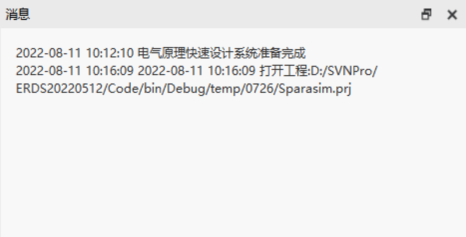 消息
2022-08-11 10:12:10 电气原理快速设计系统准备完成
2022-08-11 10:16:09 2022-08-11 10:16:09 打开工程:D:/SVNPro/
ERDS20220512/Code/bin/Debug/temp/0726/Sparasim.prj